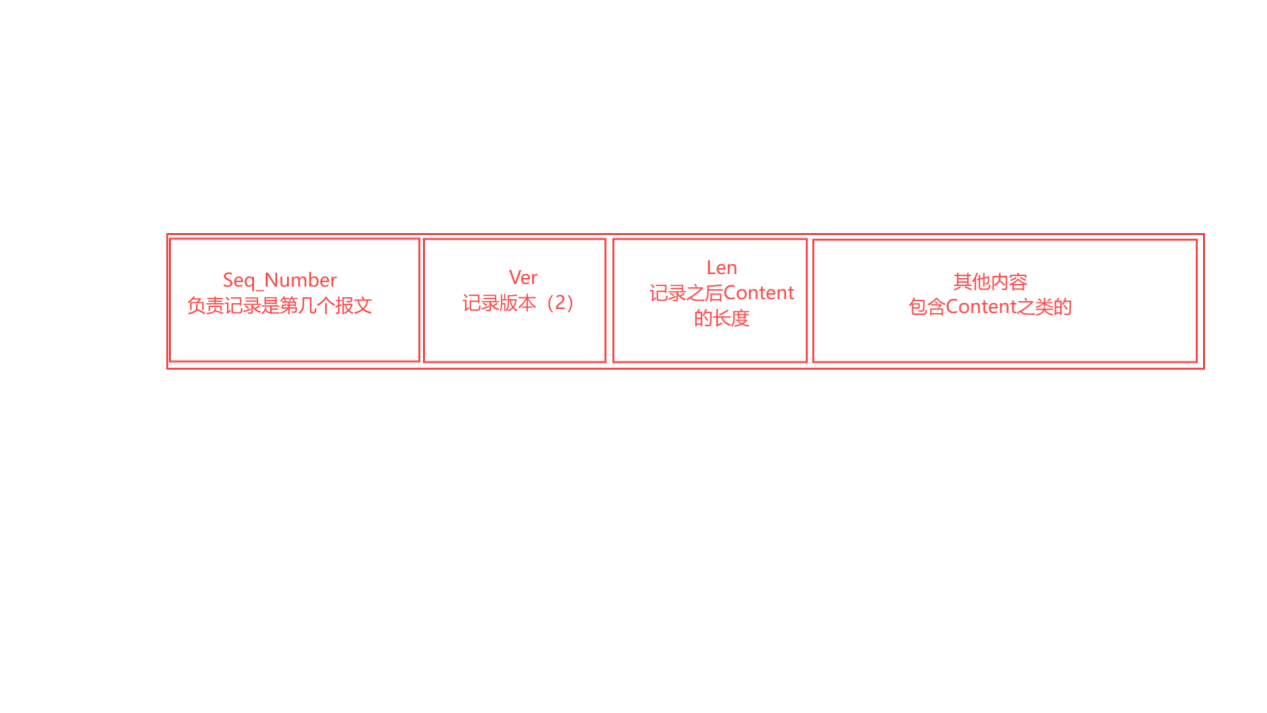 Seq_Number
负责记录是第几个报文
Ver
记录版本（2）
Len
记录之后Content
的长度
其他内容
包含Content之类的